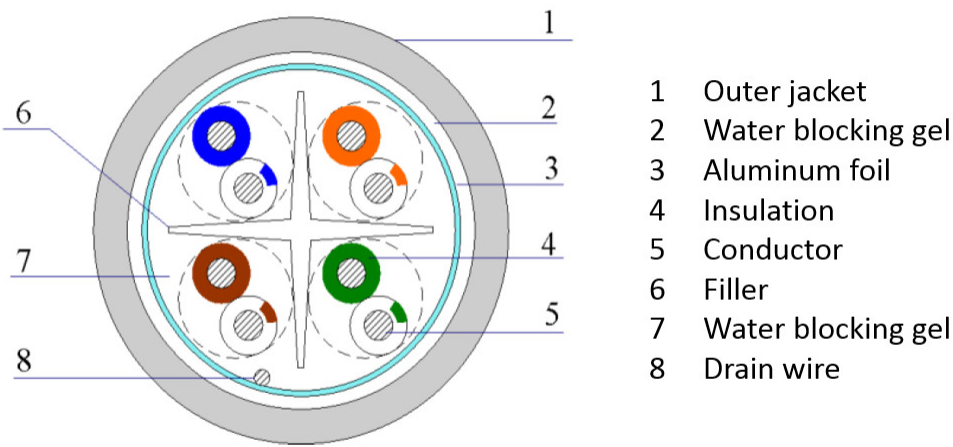 1
2
3
4
5
6
7
8
1 Outer jacket
2 Water blocking gel
3 Aluminum foil
4 Insulation
5 Conductor
6 Filler
7 Water blocking gel
8 Drain wire